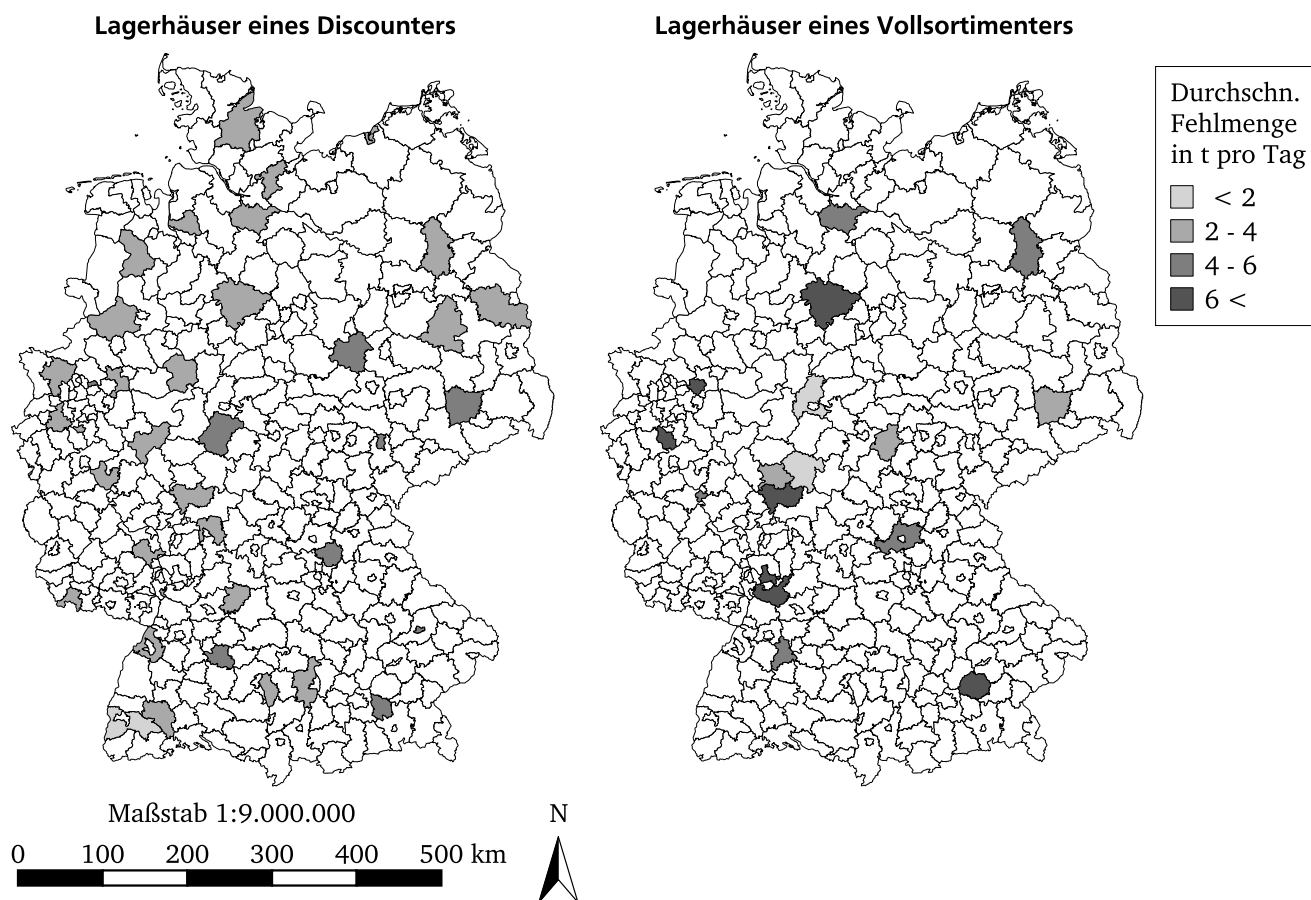 Lagerhäuser eines Discounters
Lagerhäuser eines Vollsortimenters
Durchschn.
Fehlmenge
in t pro Tag
< 2
2 - 4
4 - 6
6 <
Maßstab 1:9.000.000
N
0 100 200 300 400 500 km